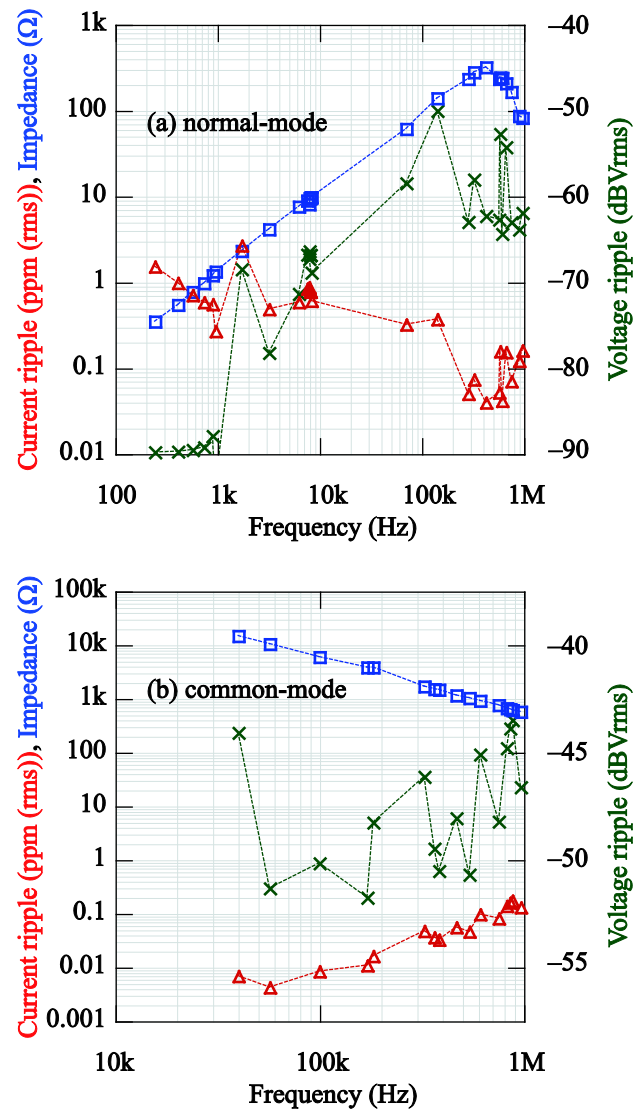 Current ripple (ppm (rms)), Impedance (Ω)
1k
100
10
1
0.1
0.01
(a) normal-mode
−40
−50
−60
−70
−80
−90
Voltage ripple (dBVrms)
100
1k
10k
100k
1M
Frequency (Hz)
Current ripple (ppm (rms)), Impedance (Ω)
100k
10k
1k
100
10
1
0.1
0.01
0.001
(b) common-mode
−40
−45
−50
−55
Voltage ripple (dBVrms)
10k
100k
1M
Frequency (Hz)